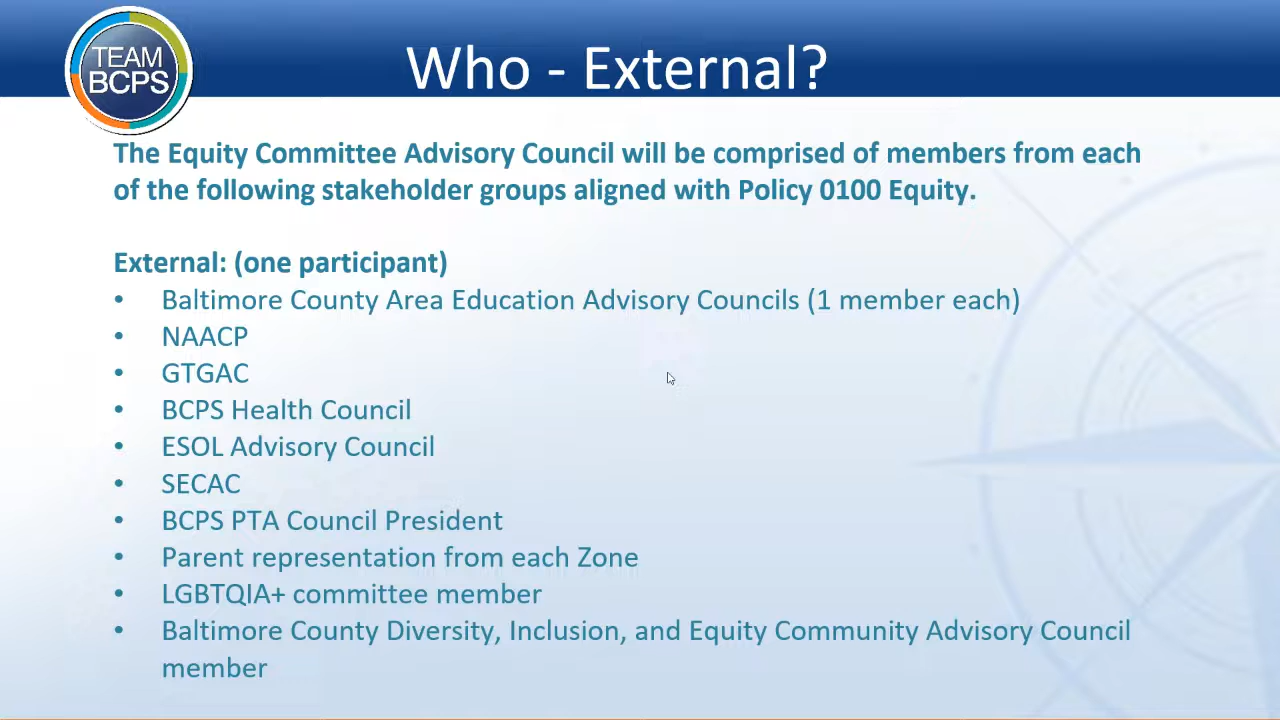 TEAM
BCPS
Who - External?
The Equity Committee Advisory Council will be comprised of members from each
of the following stakeholder groups aligned with Policy 0100 Equity.
External: (one participant)
• Baltimore County Area Education Advisory Councils (1 member each)
• NAACP
• GTGAC
• BCPS Health Council
• ESOL Advisory Council
• SECAC
• BCPS PTA Council President
• Parent representation from each Zone
• LGBTQIA+ committee member
• Baltimore County Diversity, Inclusion, and Equity Community Advisory Council
member